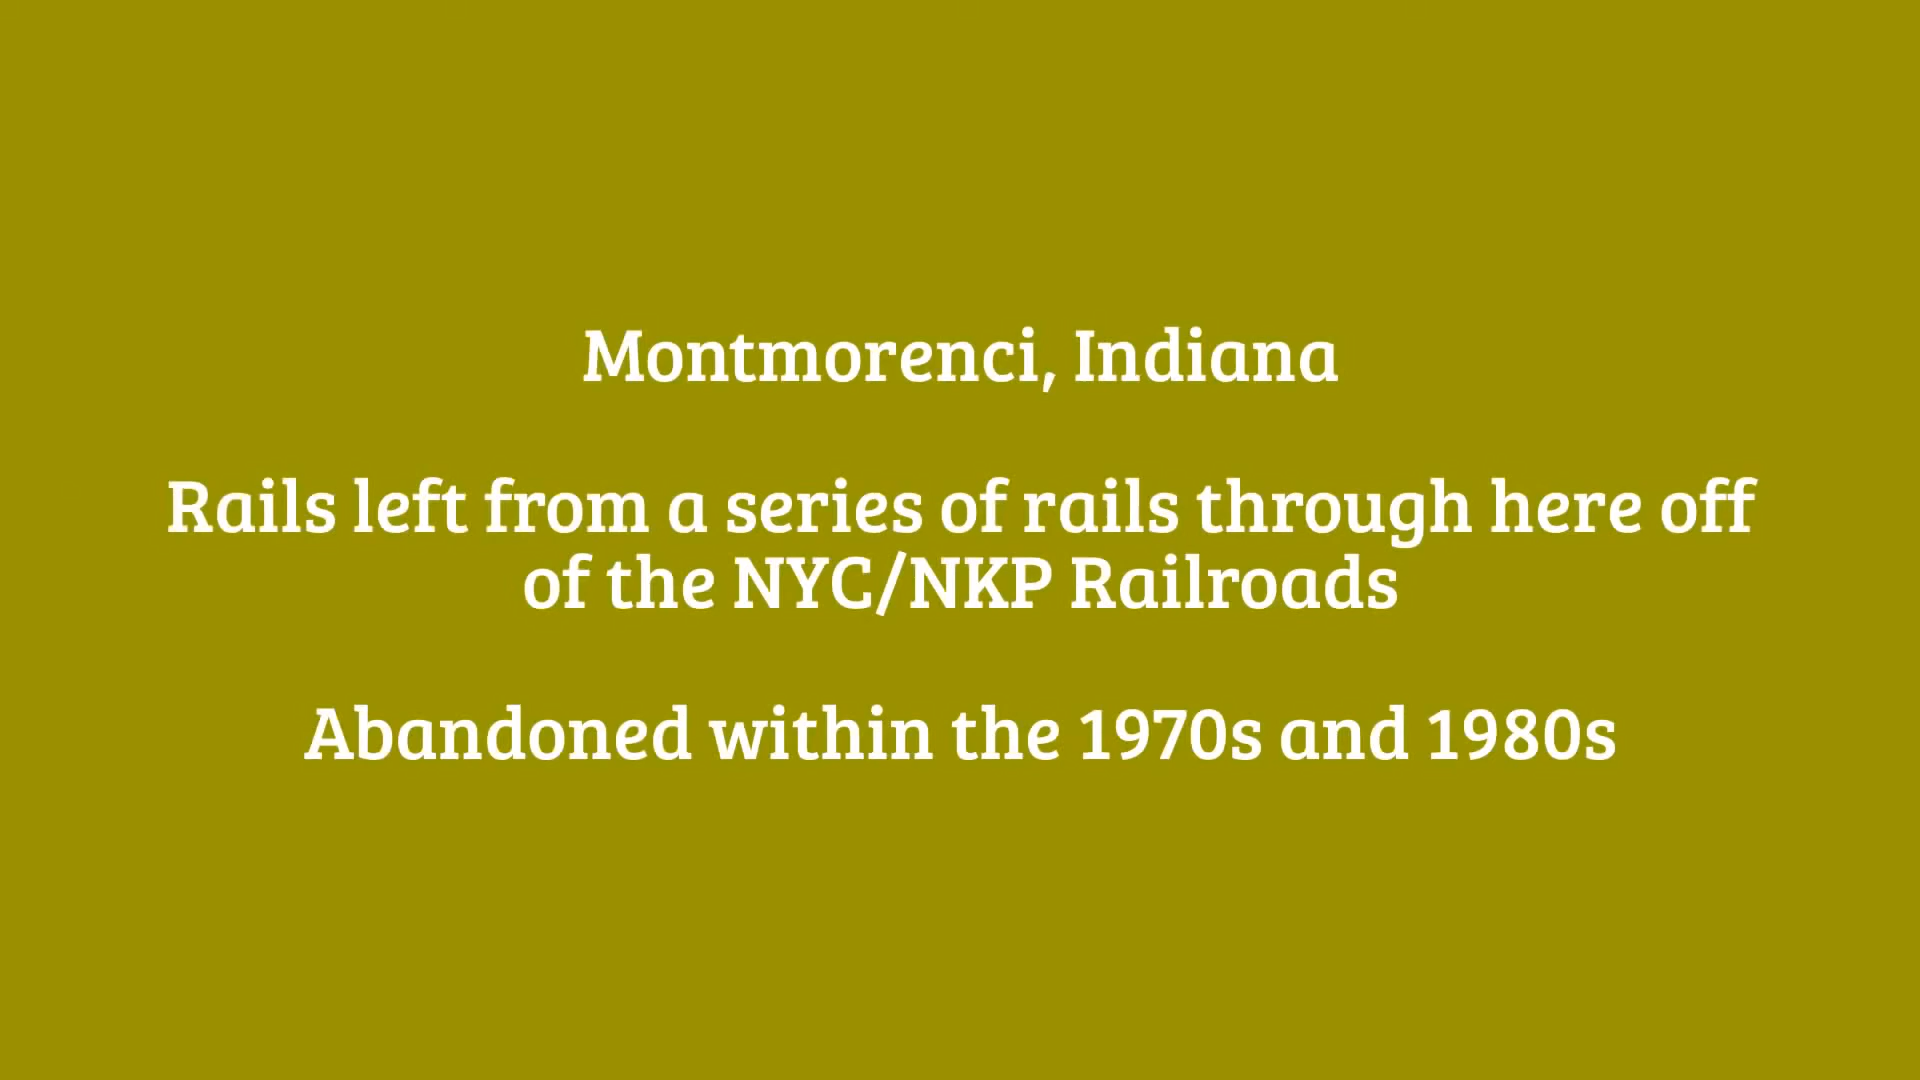 Montmorenci, Indiana
Rails left from a series of rails through here off
of the NYC/NKP Railroads
Abandoned within the 1970s and 1980s